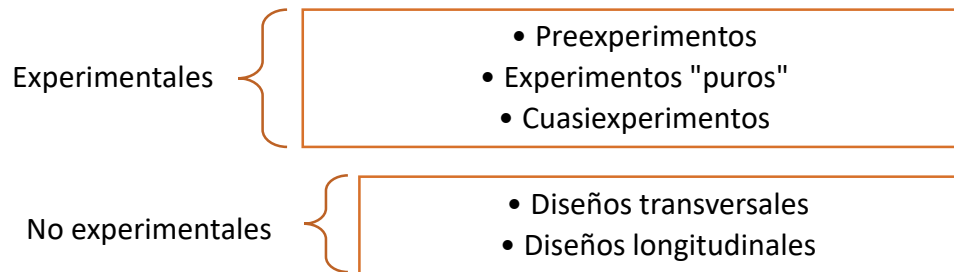 Experimentales
• Preexperimentos
• Experimentos "puros"
• Cuasiexperimentos
No experimentales
• Diseños transversales
• Diseños longitudinales